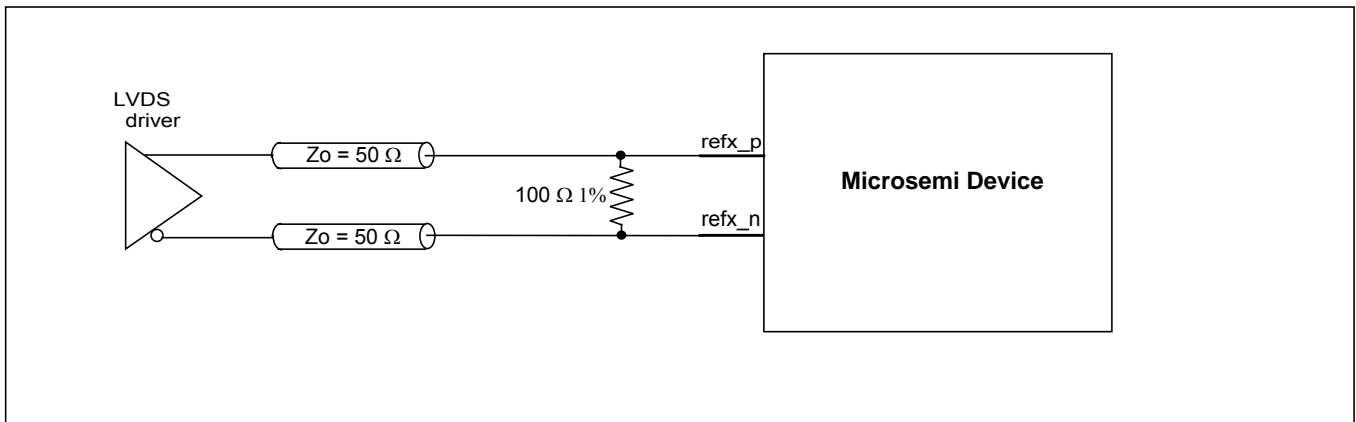 LVDS
driver
Zo = 50 Ω
refx_p
100 Ω 1%
Microsemi Device
refx_n
Zo = 50 Ω